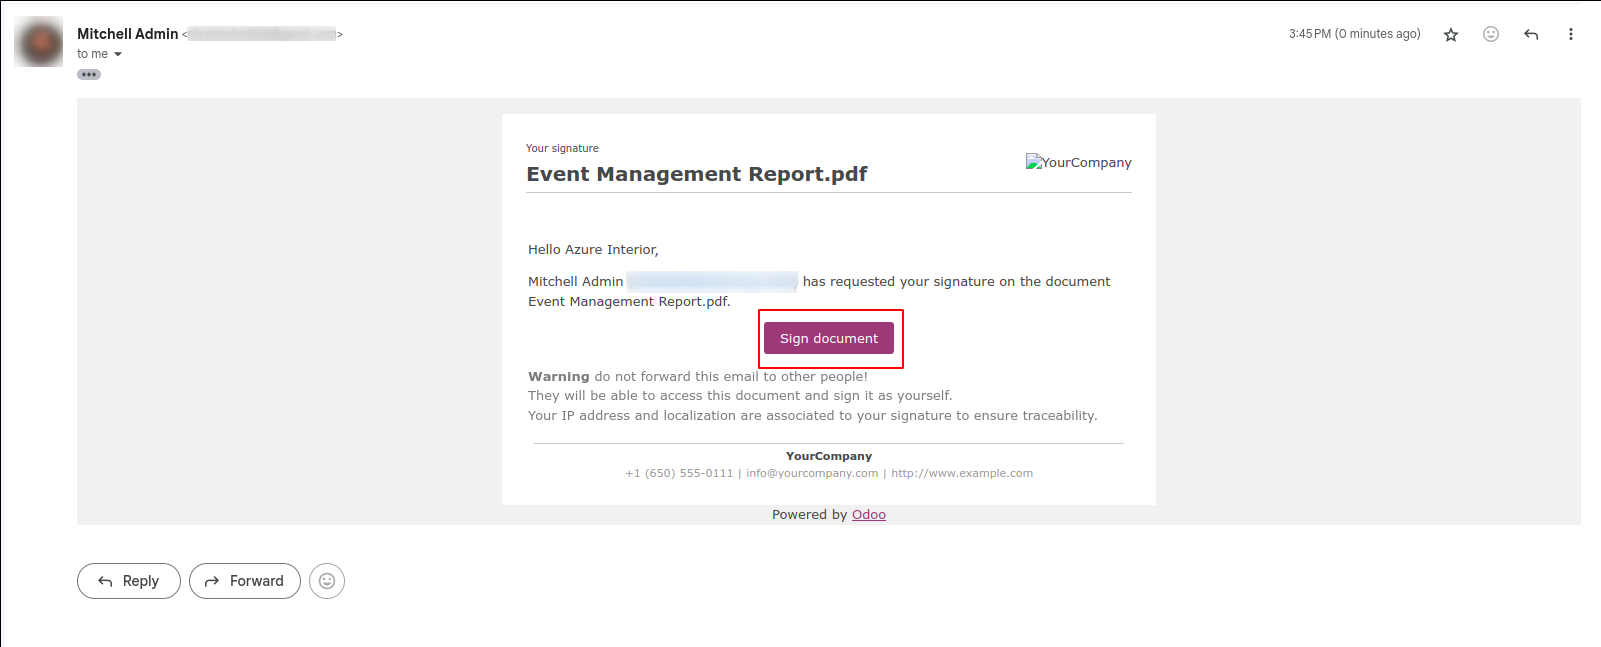 Mitchell Admin < >
3:45 PM (0 minutes ago)
to me
Your signature
Event Management Report.pdf
YourCompany
Hello Azure Interior,
Mitchell Admin has requested your signature on the document
Event Management Report.pdf.
Sign document
Warning do not forward this email to other people!
They will be able to access this document and sign it as yourself.
Your IP address and localization are associated to your signature to ensure traceability.
YourCompany
+1 (650) 555-0111 | info@yourcompany.com | http://www.example.com
Powered by Odoo
Reply
Forward